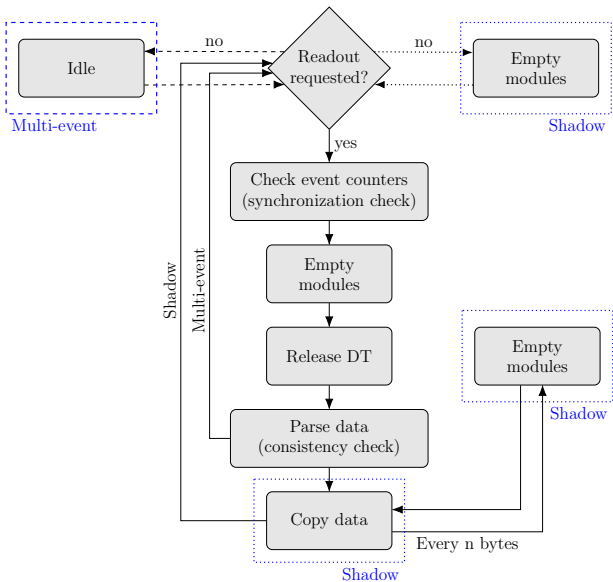 no
no
Idle
Readout
requested?
Empty
modules
Multi-event
Shadow
yes
Check event counters
(synchronization check)
Empty
modules
Shadow
Multi-event
Release DT
Empty
modules
Shadow
Parse data
(consistency check)
Copy data
Every n bytes
Shadow